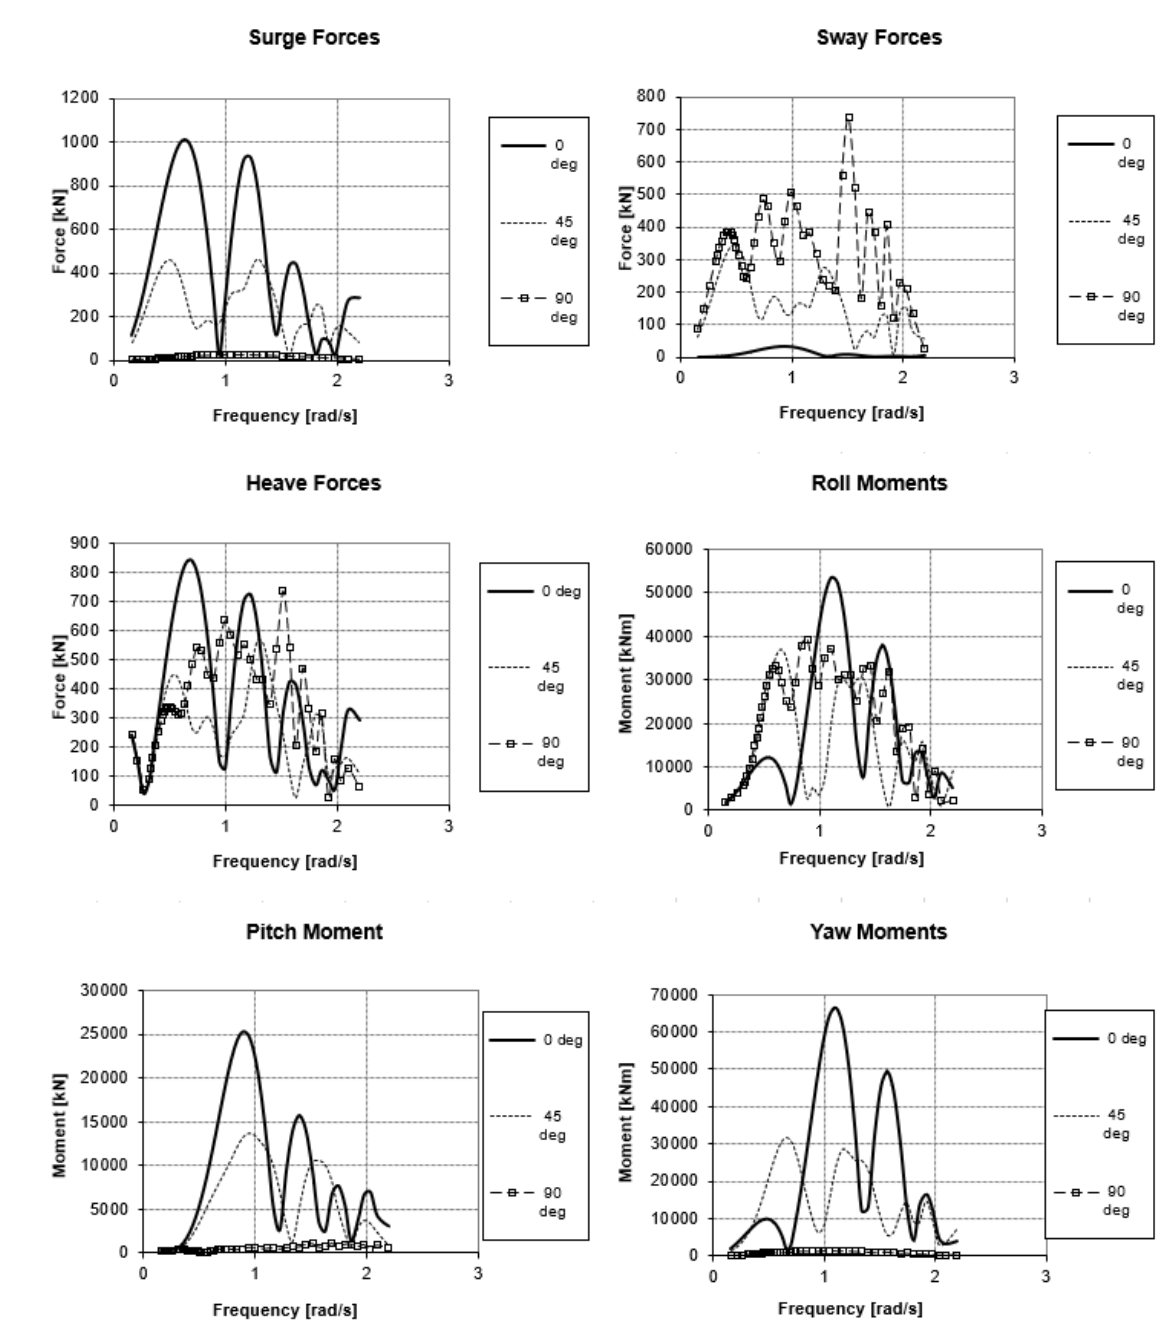 Surge Forces
1200
1000
800
600
400
200
0
0 1 2 3
Force [kN]
Frequency [rad/s]
0
deg
45
deg
90
deg
Sway Forces
800
700
600
500
400
300
200
100
0
0 1 2 3
Force [kN]
Frequency [rad/s]
0
deg
45
deg
90
deg
Heave Forces
900
800
700
600
500
400
300
200
100
0
0 1 2 3
Force [kN]
Frequency [rad/s]
0 deg
45
deg
90
deg
Roll Moments
60000
50000
40000
30000
20000
10000
0
0 1 2 3
Moment [kNm]
Frequency [rad/s]
0
deg
45
deg
90
deg
Pitch Moment
30000
25000
20000
15000
10000
5000
0
0 1 2 3
Moment [kN]
Frequency [rad/s]
0 deg
45
deg
90
deg
Yaw Moments
70000
60000
50000
40000
30000
20000
10000
0
0 1 2 3
Moment [kNm]
Frequency [rad/s]
0 deg
45
deg
90
deg